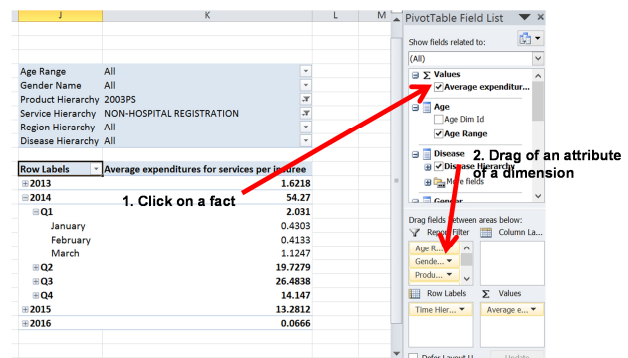 J K L M
PivotTable Field List
Show fields related to:
(All)
Σ Values
Average expenditur...
Age
Age Dim Id
Age Range
Disease
Disease Hierarchy
More fields
Gender
Age Range All
Gender Name All
Product Hierarchy 2003PS
Service Hierarchy NON-HOSPITAL REGISTRATION
Region Hierarchy All
Disease Hierarchy All
Row Labels Average expenditures for services per insuree
2013 1.6218
2014 54.27
Q1 2.031
January 0.4303
February 0.4133
March 1.1247
Q2 19.7279
Q3 26.4838
Q4 14.147
2015 13.2812
2016 0.0666
1. Click on a fact
2. Drag of an attribute
of a dimension
Drag fields between areas below:
Report Filter Column La...
Age R...
Gende...
Produ...
Row Labels Σ Values
Time Hier... Average e...
Defer Layout U... Update